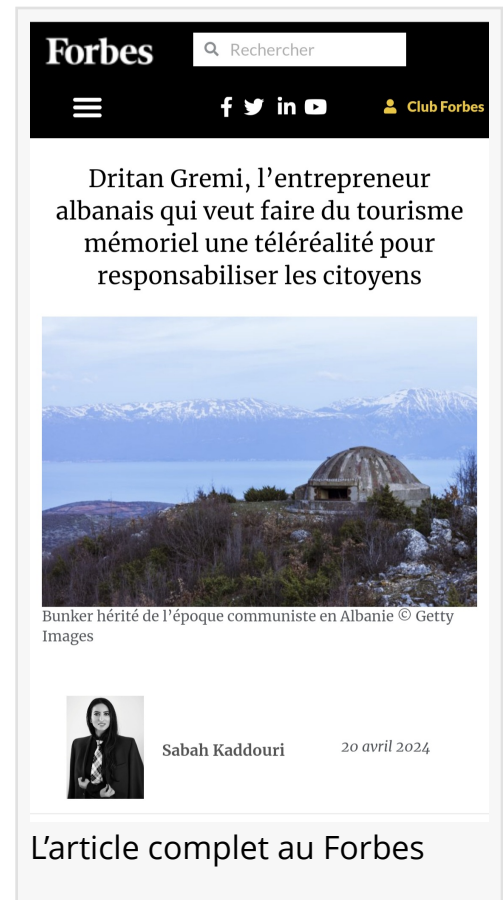 Forbes
Rechercher
Club Forbes
Dritan Gremi, l’entrepreneur
albanais qui veut faire du tourisme
mémoriel une téléréalité pour
responsabiliser les citoyens
Bunker hérité de l’époque communiste en Albanie © Getty
Images
Sabah Kaddouri
20 avril 2024
L’article complet au Forbes